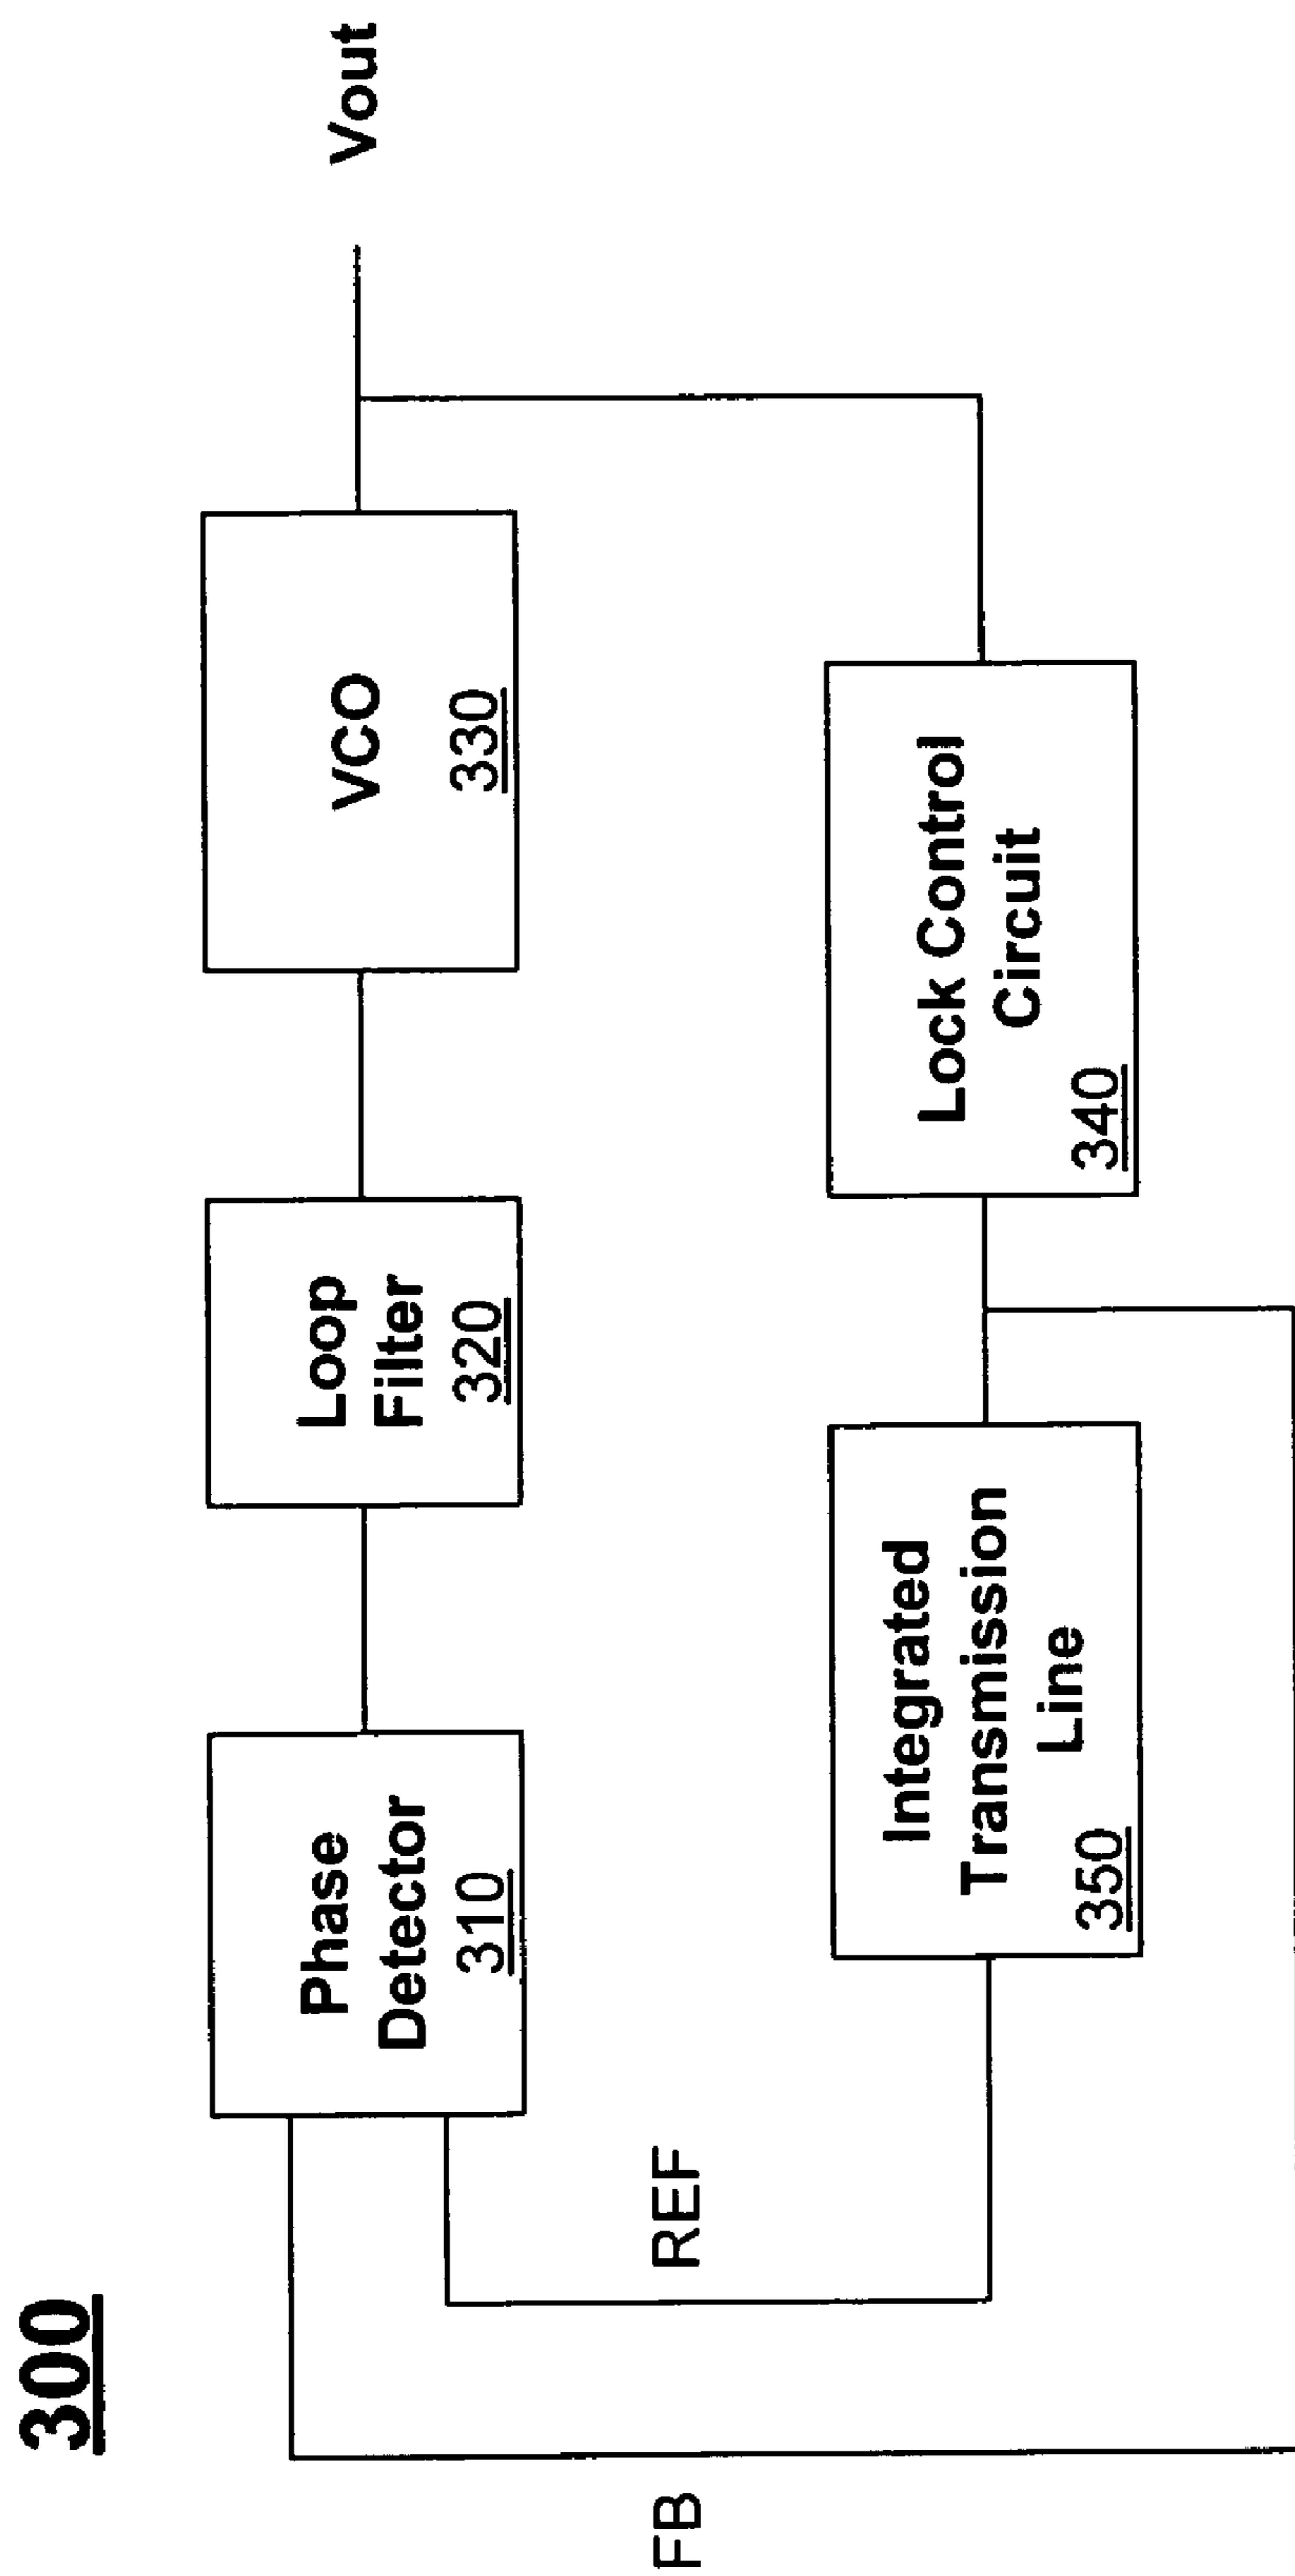 300
Phase
Detector
310
Loop
Filter
320
VCO
330
Vout
FB
REF
Integrated
Transmission
Line
350
Lock Control
Circuit
340